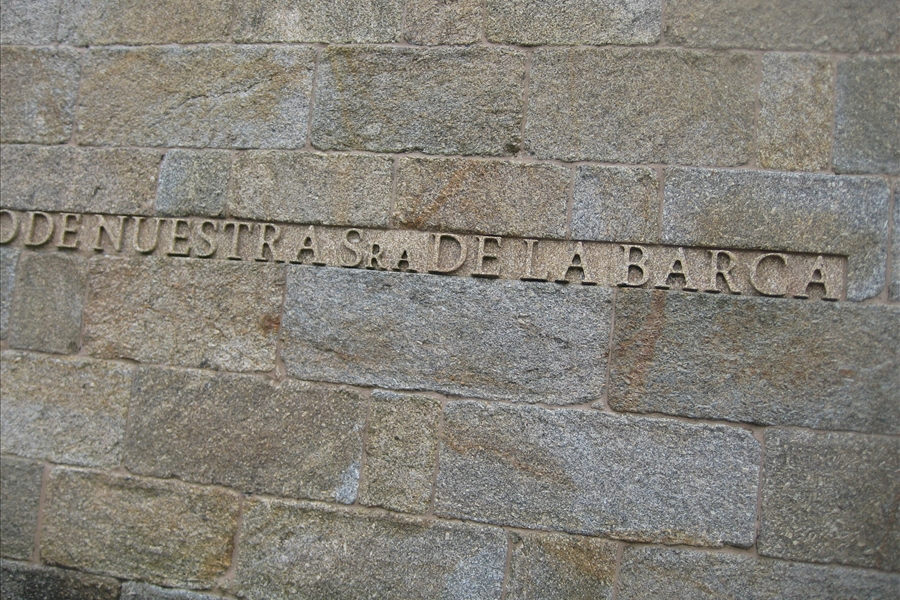 O DE NUESTRA SRA DE LA BARCA